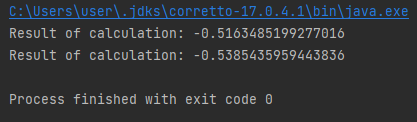 C:\Users\user\.jdks\corretto-17.0.4.1\bin\java.exe
Result of calculation: -0.5163485199277016
Result of calculation: -0.5385435959443836
Process finished with exit code 0